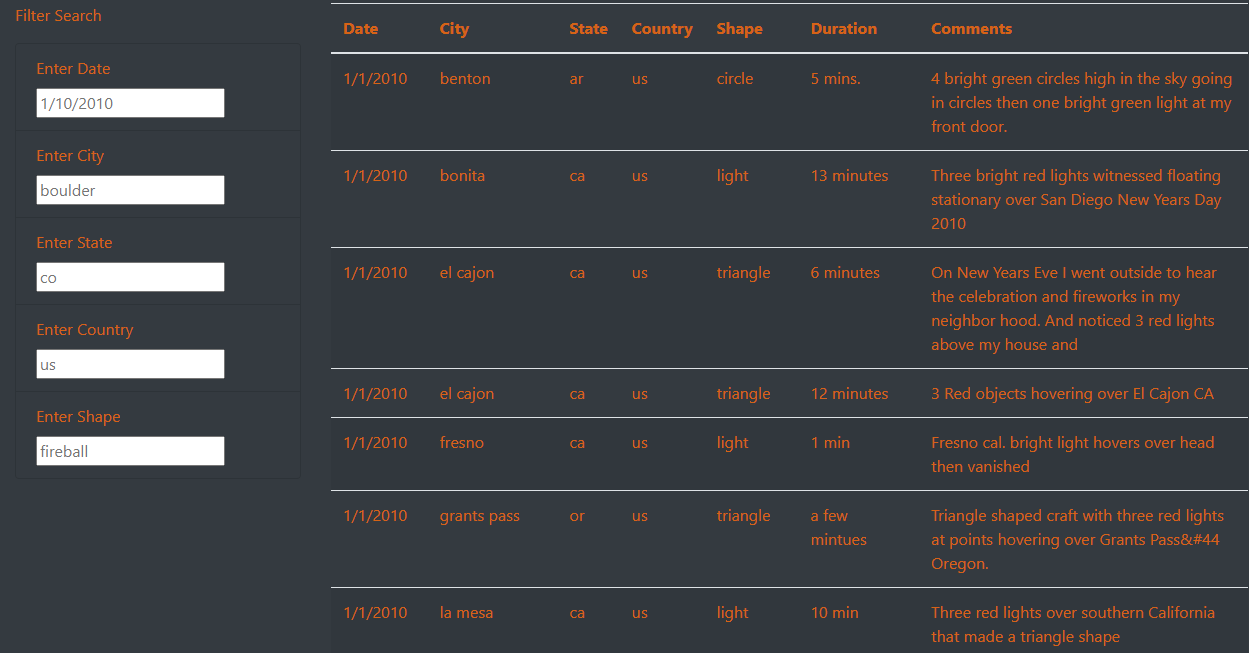 Filter Search
Enter Date
1/10/2010
Enter City
boulder
Enter State
co
Enter Country
us
Enter Shape
fireball
Date City State Country Shape Duration Comments
1/1/2010 benton ar us circle 5 mins. 4 bright green circles high in the sky going
in circles then one bright green light at my
front door.
1/1/2010 bonita ca us light 13 minutes Three bright red lights witnessed floating
stationary over San Diego New Years Day
2010
1/1/2010 el cajon ca us triangle 6 minutes On New Years Eve I went outside to hear
the celebration and fireworks in my
neighbor hood. And noticed 3 red lights
above my house and
1/1/2010 el cajon ca us triangle 12 minutes 3 Red objects hovering over El Cajon CA
1/1/2010 fresno ca us light 1 min Fresno cal. bright light hovers over head
then vanished
1/1/2010 grants pass or us triangle a few Triangle shaped craft with three red lights
mintues at points hovering over Grants Pass&#44
Oregon.
1/1/2010 la mesa ca us light 10 min Three red lights over southern California
that made a triangle shape